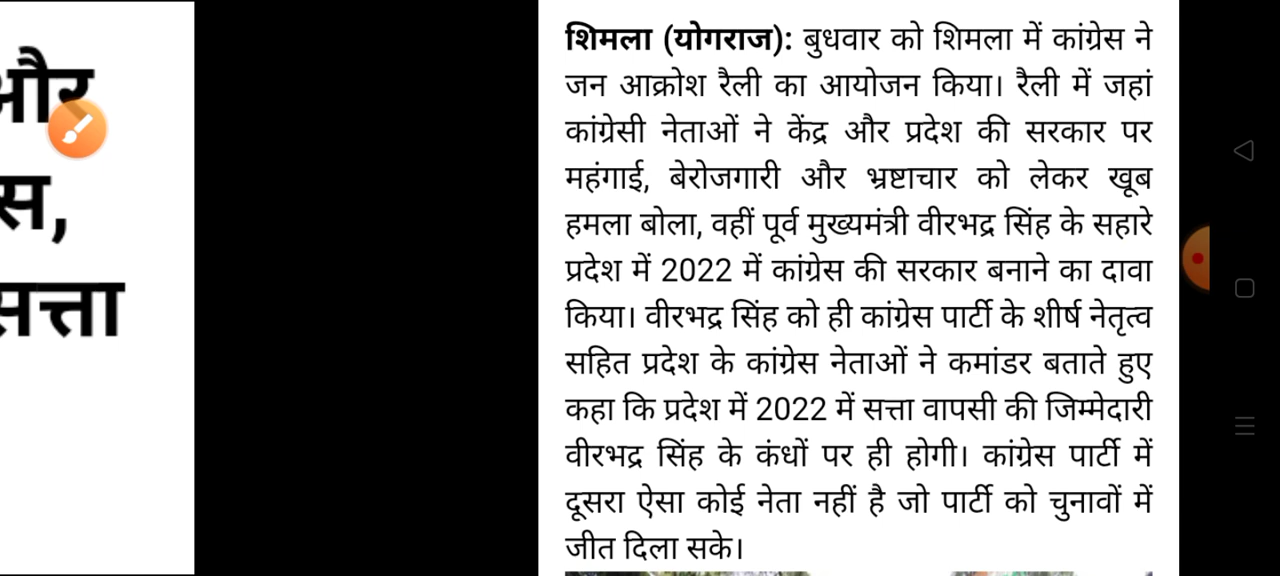 और
स,
सत्ता
शिमला (योगराज): बुधवार को शिमला में कांग्रेस ने
जन आक्रोश रैली का आयोजन किया। रैली में जहां
कांग्रेसी नेताओं ने केंद्र और प्रदेश की सरकार पर
महंगाई, बेरोजगारी और भ्रष्टाचार को लेकर खूब
हमला बोला, वहीं पूर्व मुख्यमंत्री वीरभद्र सिंह के सहारे
प्रदेश में 2022 में कांग्रेस की सरकार बनाने का दावा
किया। वीरभद्र सिंह को ही कांग्रेस पार्टी के शीर्ष नेतृत्व
सहित प्रदेश के कांग्रेस नेताओं ने कमांडर बताते हुए
कहा कि प्रदेश में 2022 में सत्ता वापसी की जिम्मेदारी
वीरभद्र सिंह के कंधों पर ही होगी। कांग्रेस पार्टी में
दूसरा ऐसा कोई नेता नहीं है जो पार्टी को चुनावों में
जीत दिला सके।